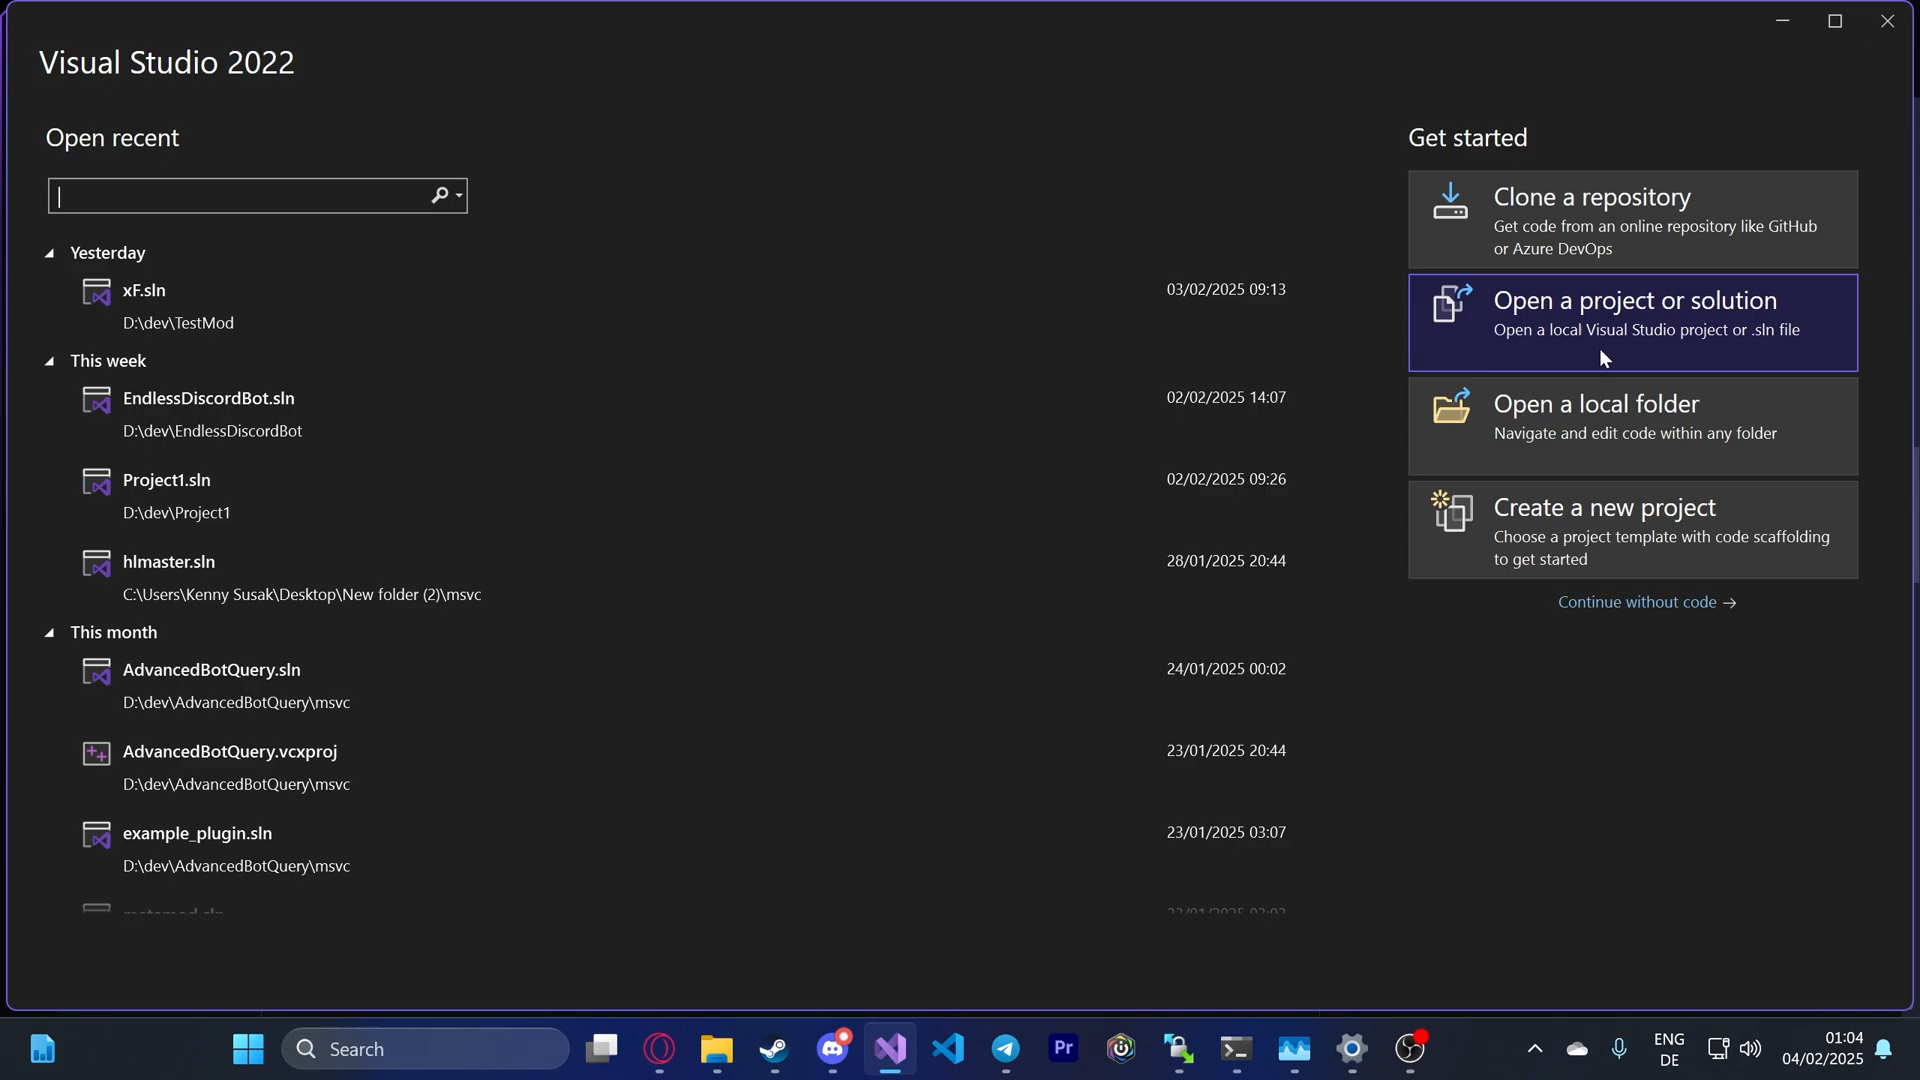 Visual Studio 2022
Open recent
Yesterday
xF.sln
03/02/2025 09:13
D:\dev\TestMod
This week
EndlessDiscordBot.sln
02/02/2025 14:07
D:\dev\EndlessDiscordBot
Project1.sln
02/02/2025 09:26
D:\dev\Project1
hlmaster.sln
28/01/2025 20:44
C:\Users\Kenny Susak\Desktop\New folder (2)\msvc
This month
AdvancedBotQuery.sln
24/01/2025 00:02
D:\dev\AdvancedBotQuery\msvc
AdvancedBotQuery.vcxproj
23/01/2025 20:44
D:\dev\AdvancedBotQuery\msvc
example_plugin.sln
23/01/2025 03:07
D:\dev\AdvancedBotQuery\msvc
Get started
Clone a repository
Get code from an online repository like GitHub
or Azure DevOps
Open a project or solution
Open a local Visual Studio project or .sln file
Open a local folder
Navigate and edit code within any folder
Create a new project
Choose a project template with code scaffolding
to get started
Continue without code →
Search
Pr
ENG
DE
01:04
04/02/2025